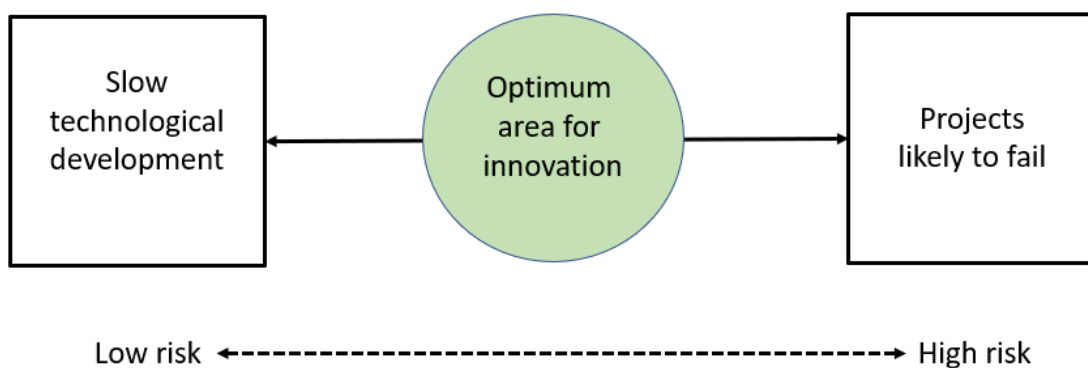 Slow
technological
development
Optimum
area for
innovation
Projects
likely to fail
Low risk
High risk